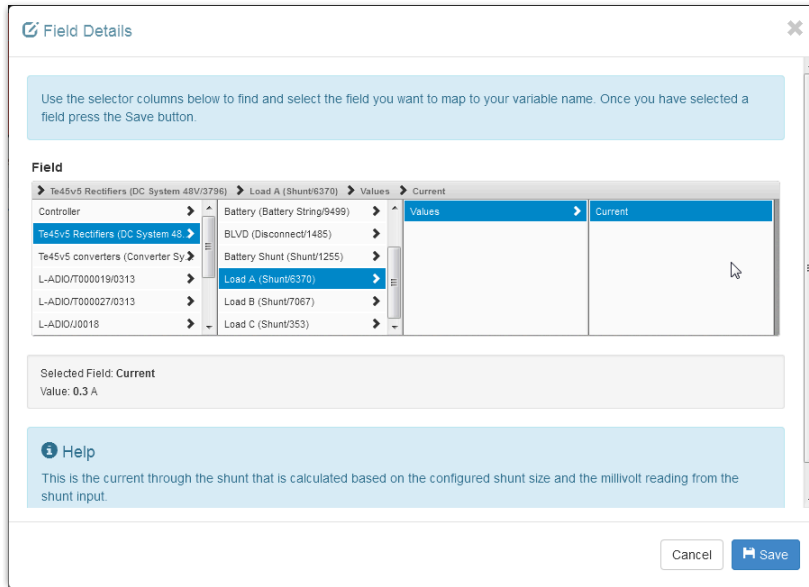 Field Details
Use the selector columns below to find and select the field you want to map to your variable name. Once you have selected a
field press the Save button.
Field
Te45v5 Rectifiers (DC System 48V/3796) Load A (Shunt/6370) Values Current
Controller Battery (Battery String/9499) Values Current
Te45v5 Rectifiers (DC System 48. BLVD (Disconnect/1485)
Te45v5 converters (Converter Sy. Battery Shunt (Shunt/1255)
L-ADIO/T000019/0313 Load A (Shunt/6370)
L-ADIO/T000027/0313 Load B (Shunt/7067)
L-ADIO/J0018 Load C (Shunt/353)
Selected Field: Current
Value: 0.3 A
Help
This is the current through the shunt that is calculated based on the configured shunt size and the millivolt reading from the
shunt input.
Cancel Save